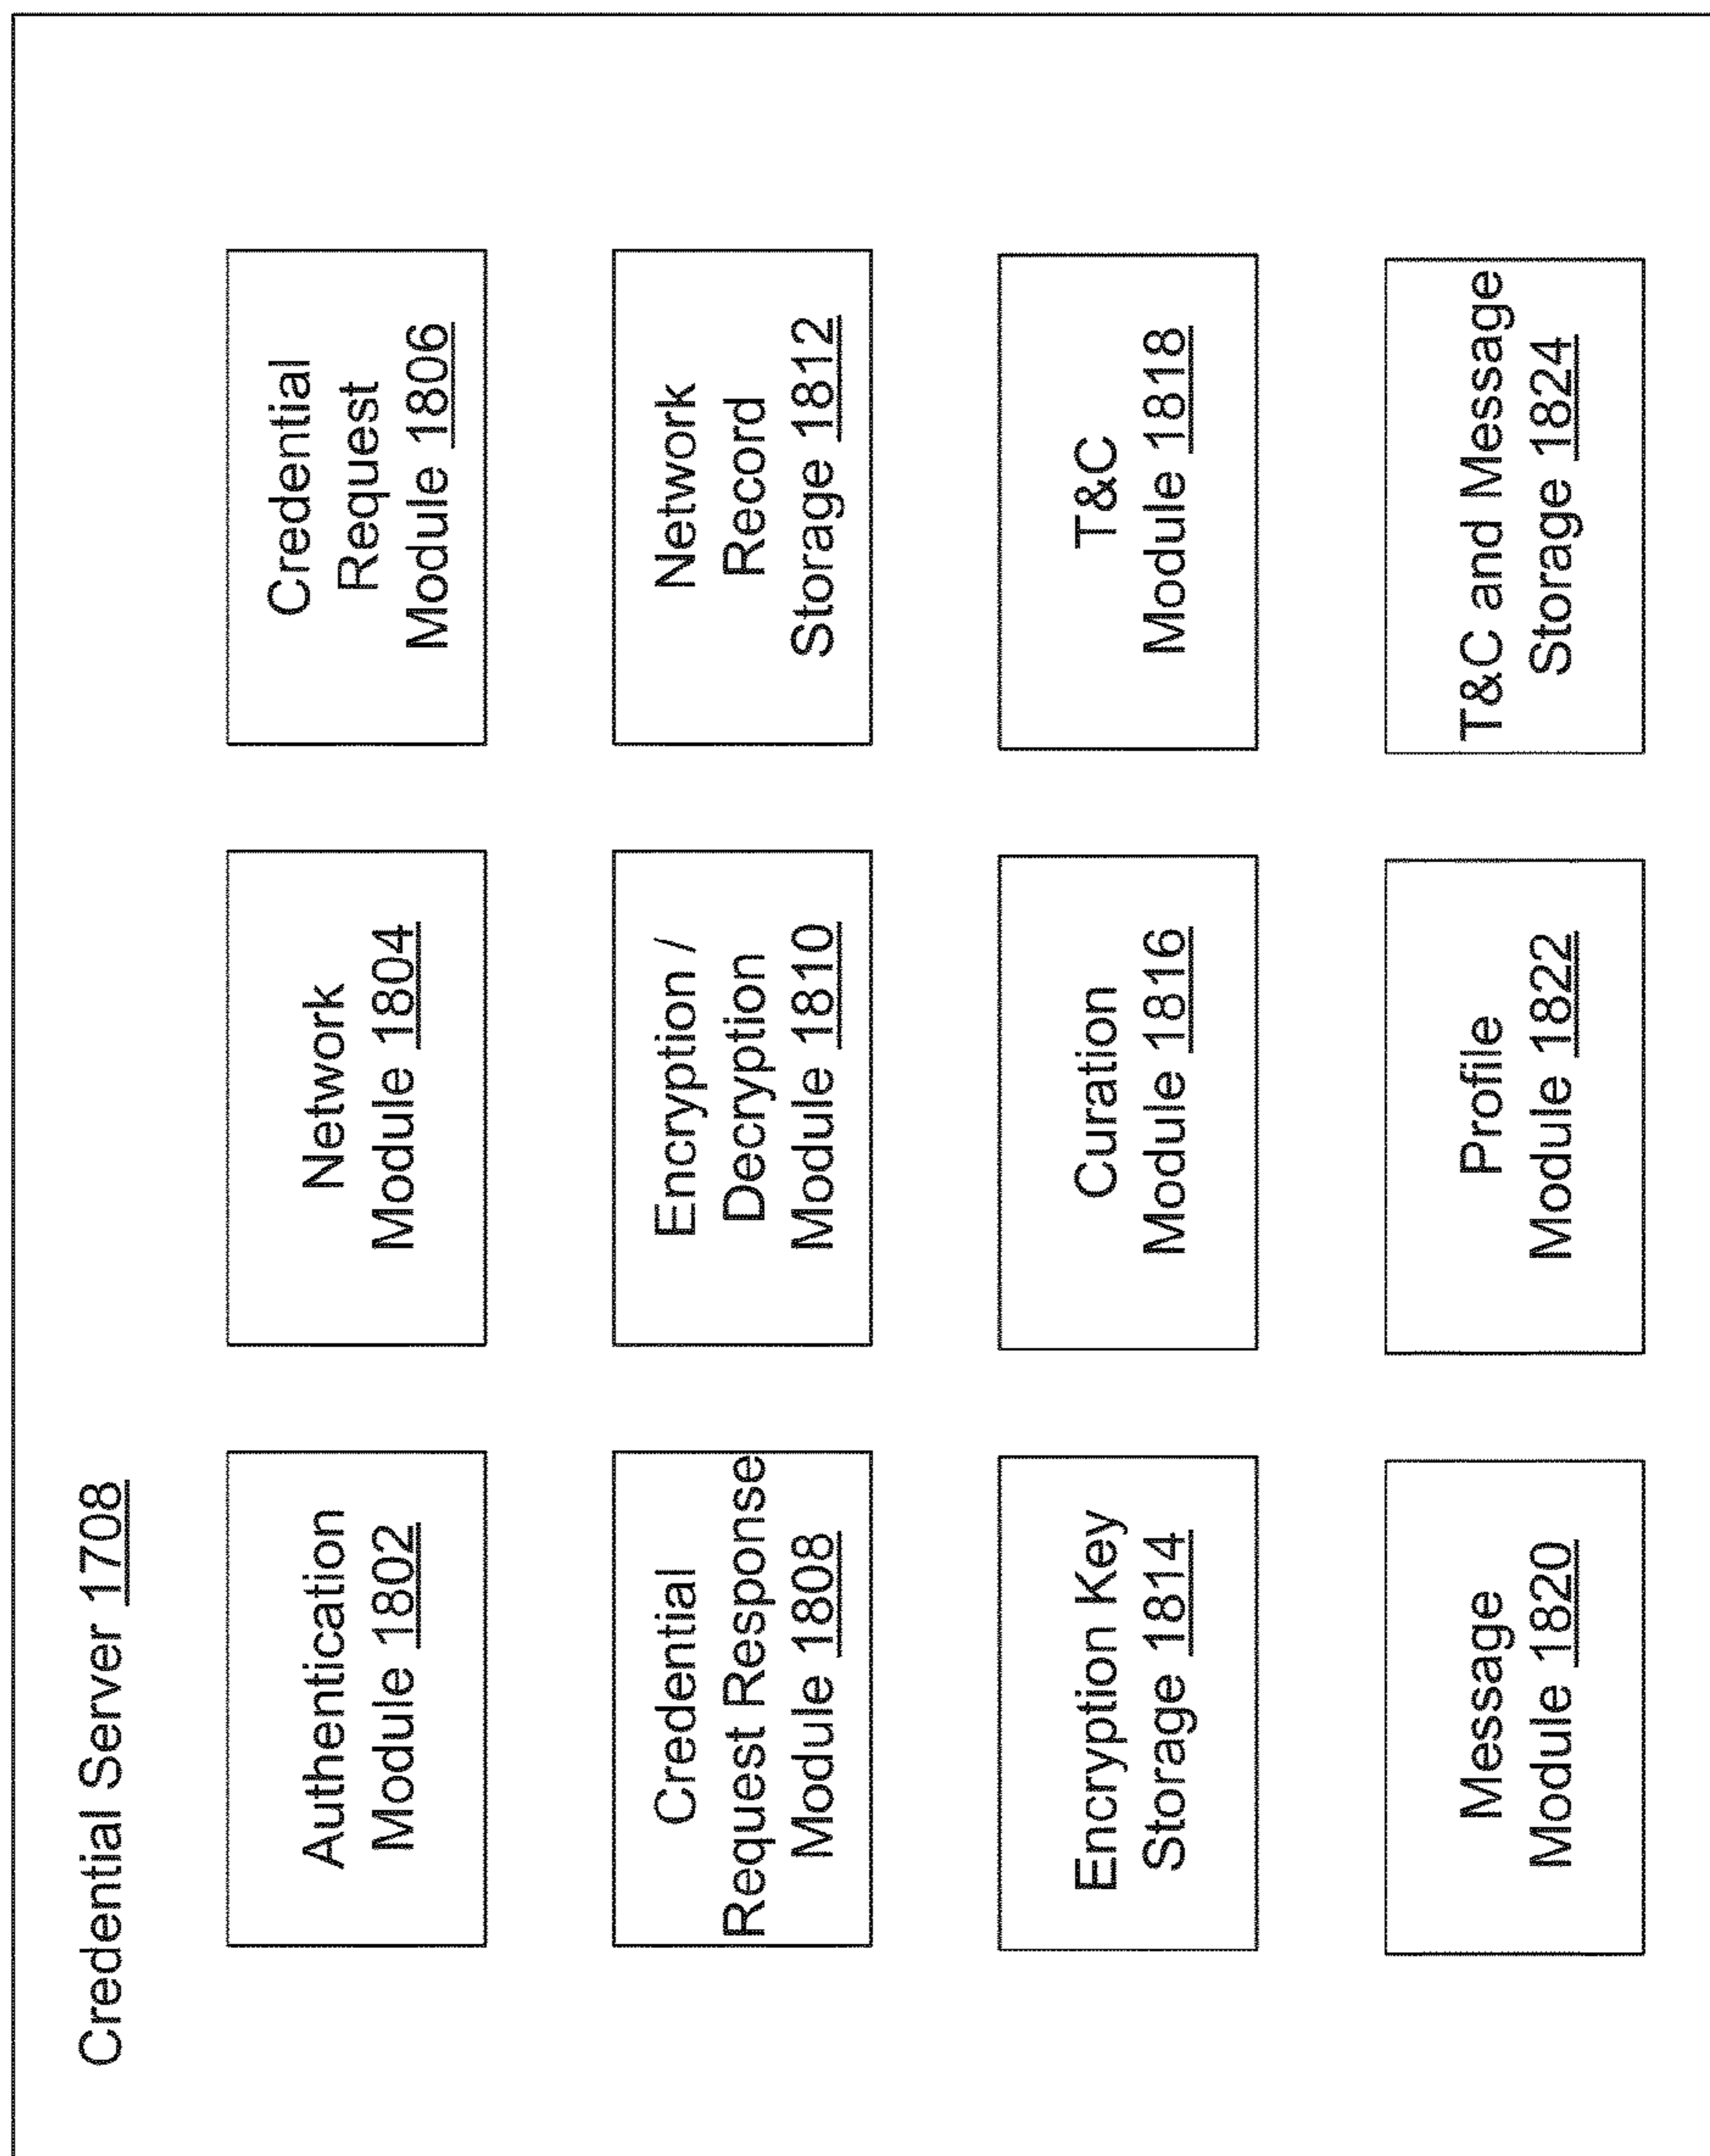 Credential Server 1708
Authentication
Module 1802
Network
Module 1804
Credential
Request
Module 1806
Credential
Request Response
Module 1808
Encryption /
Decryption
Module 1810
Network
Record
Storage 1812
Encryption Key
Storage 1814
Curation
Module 1816
T&C
Module 1818
Message
Module 1820
Profile
Module 1822
T&C and Message
Storage 1824